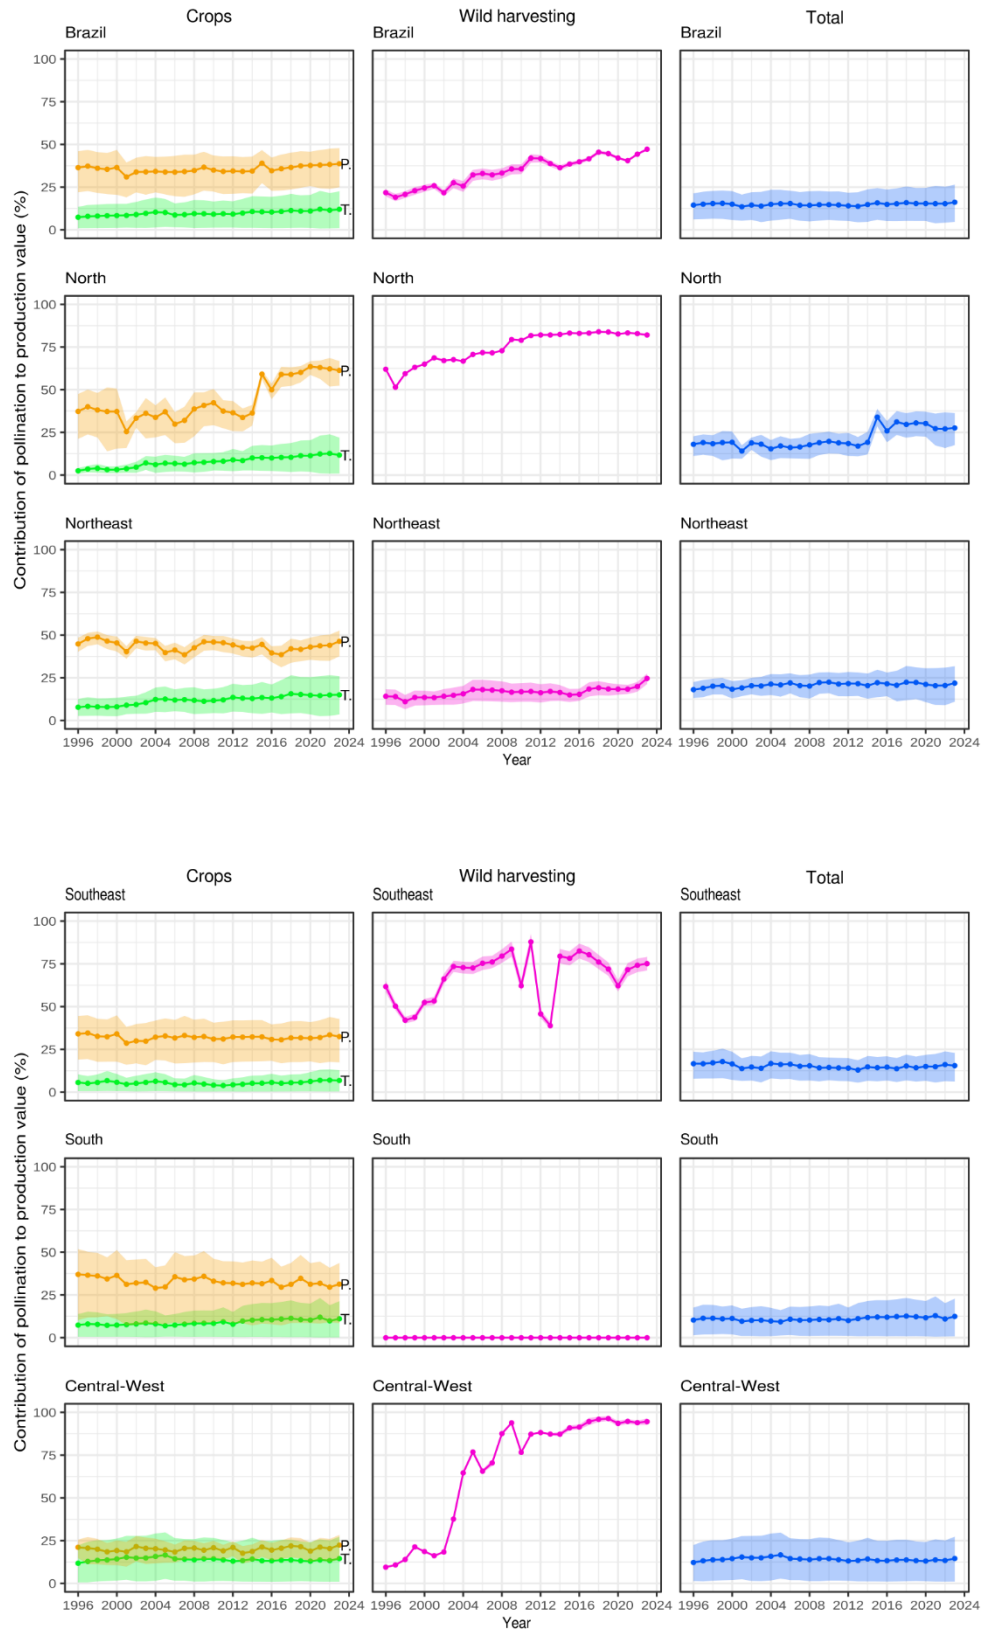 Crops Wild harvesting Total
Brazil Brazil Brazil
100
75
50
25
0
P.
T.
North North North
100
75
50
25
0
P.
T.
Contribution of pollination to production value (%)
Northeast Northeast Northeast
100
75
50
25
0
P.
T.
1996 2000 2004 2008 2012 2016 2020 2024 1996 2000 2004 2008 2012 2016 2020 2024 1996 2000 2004 2008 2012 2016 2020 2024
Year
Crops Wild harvesting Total
Southeast Southeast Southeast
100
75
50
25
0
P.
T.
South South South
100
75
50
25
0
P.
T.
Contribution of pollination to production value (%)
Central-West Central-West Central-West
100
75
50
25
0
P.
T.
1996 2000 2004 2008 2012 2016 2020 2024 1996 2000 2004 2008 2012 2016 2020 2024 1996 2000 2004 2008 2012 2016 2020 2024
Year